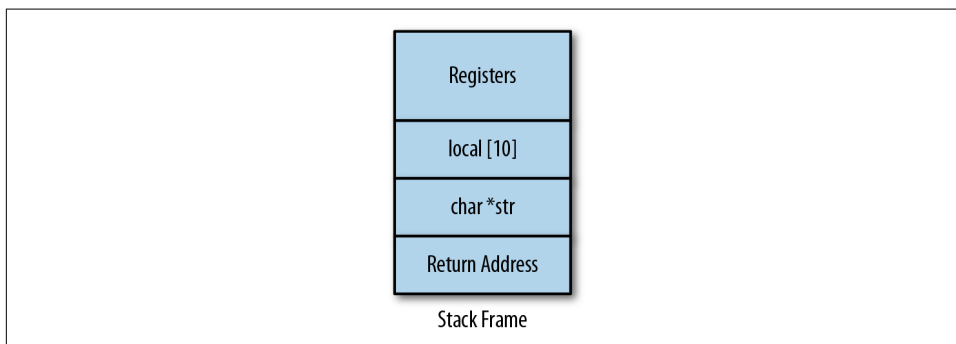 Registers
local [10]
char *str
Return Address
Stack Frame